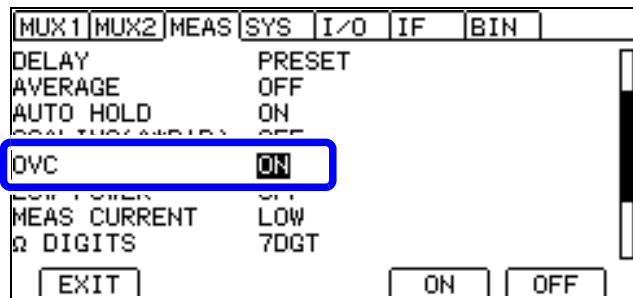 MUX1 MUX2 MEAS SYS I/O IF BIN
DELAY PRESET
AVERAGE OFF
AUTO HOLD ON
OVC ON
MEAS CURRENT LOW
Ω DIGITS 7DGT
EXIT ON OFF